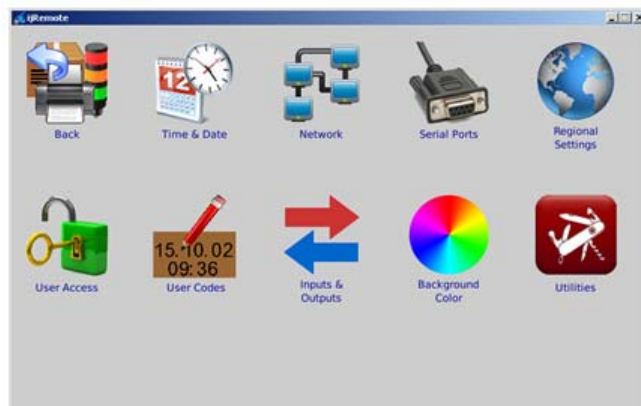 ijRemote
Back
Time & Date
12
Network
Serial Ports
Regional
Settings
User Access
15.10.02
09:36
User Codes
Inputs &
Outputs
Background
Color
Utilities